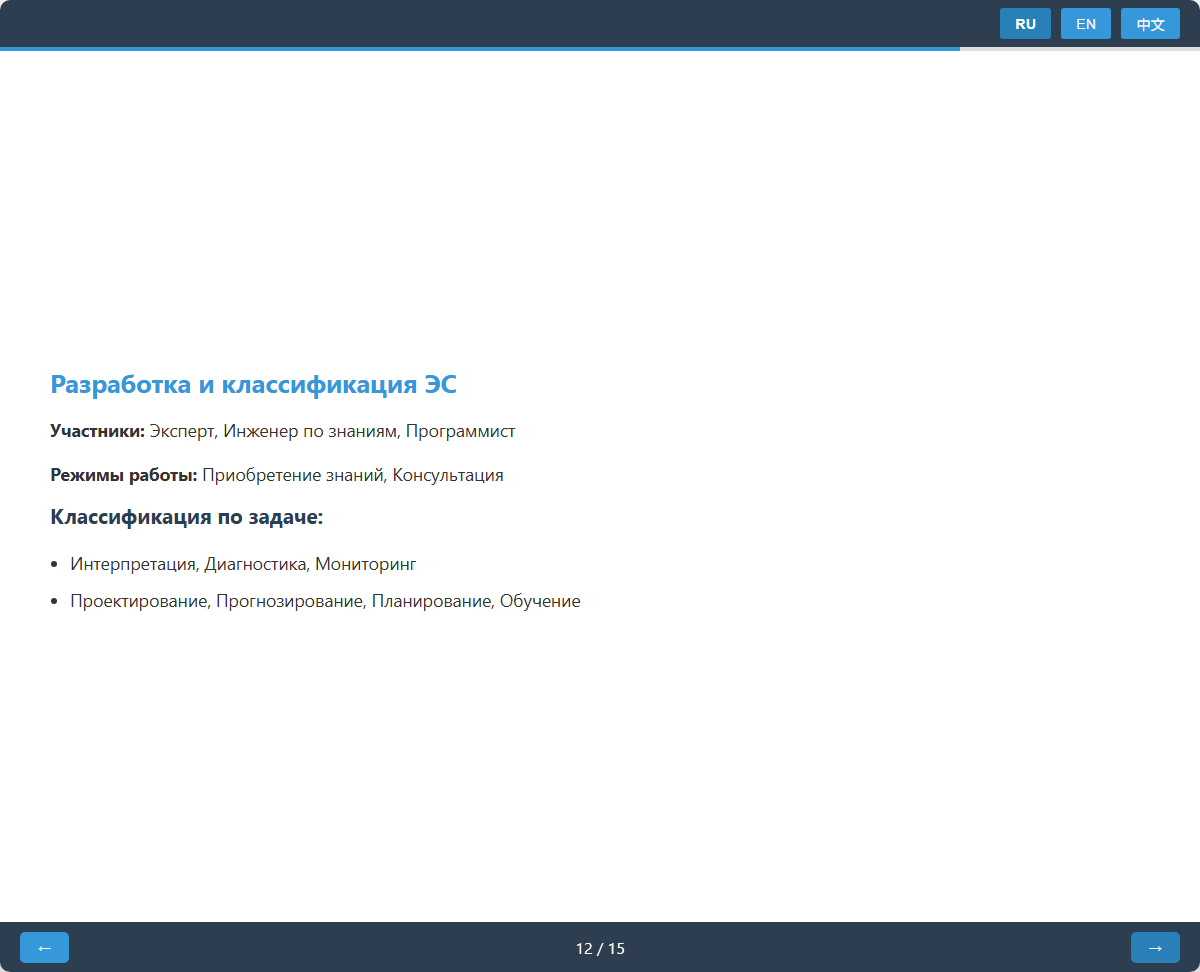 RU EN 中文
Разработка и классификация ЭС
Участники: Эксперт, Инженер по знаниям, Программист
Режимы работы: Приобретение знаний, Консультация
Классификация по задаче:
• Интерпретация, Диагностика, Мониторинг
• Проектирование, Прогнозирование, Планирование, Обучение
← 12 / 15 →